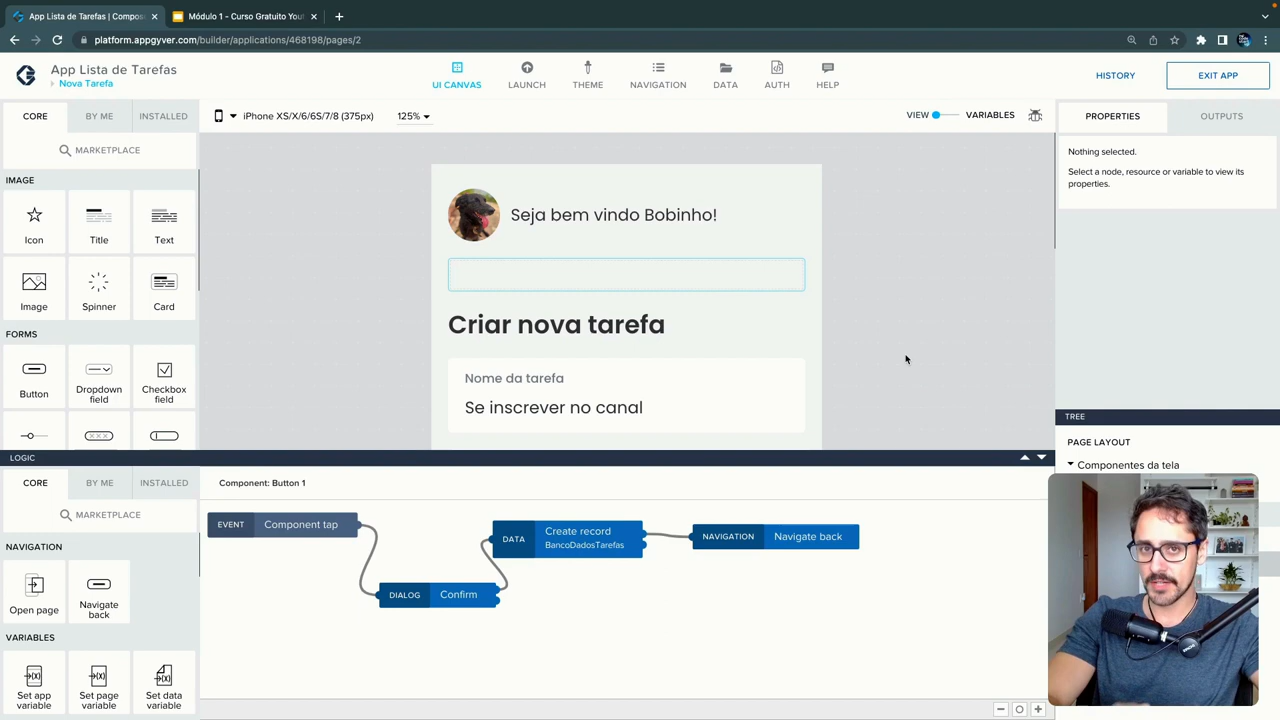 App Lista de Tarefas | Compos
Módulo 1 - Curso Gratuito Yout
platform.appgyver.com/builder/applications/468198/pages/2
App Lista de Tarefas
Nova Tarefa
UI CANVAS
LAUNCH
THEME
NAVIGATION
DATA
AUTH
HELP
HISTORY
EXIT APP
CORE
BY ME
INSTALLED
iPhone XS/X/6/6S/7/8 (375px)
125%
VIEW
VARIABLES
PROPERTIES
OUTPUTS
MARKETPLACE
Nothing selected.
Select a node, resource or variable to view its
properties.
IMAGE
Icon
Title
Text
Image
Spinner
Card
FORMS
Button
Dropdown
field
Checkbox
field
Seja bem vindo Bobinho!
Criar nova tarefa
Nome da tarefa
Se inscrever no canal
TREE
PAGE LAYOUT
Componentes da tela
LOGIC
CORE
BY ME
INSTALLED
MARKETPLACE
NAVIGATION
Open page
Navigate
back
VARIABLES
Set app
variable
Set page
variable
Set data
variable
Component: Button 1
EVENT
Component tap
DIALOG
Confirm
DATA
Create record
BancoDadosTarefas
NAVIGATION
Navigate back